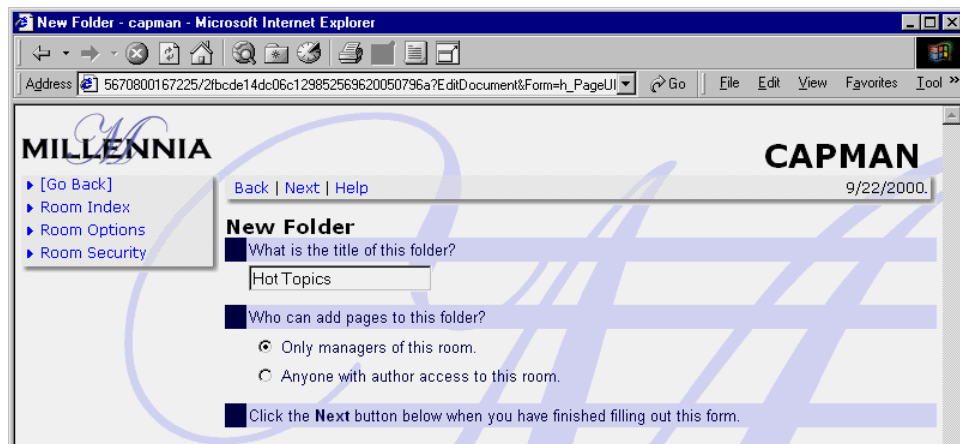 New Folder - capman - Microsoft Internet Explorer
Address 5670800167225/2fbcde14dc06c129852569620050796a?EditDocument&Form=h_PageUI Go File Edit View Favorites Tool »
M
MILLENNIA
CAPMAN
[Go Back]
Room Index
Room Options
Room Security
Back | Next | Help
9/22/2000.
New Folder
What is the title of this folder?
Hot Topics
Who can add pages to this folder?
Only managers of this room.
Anyone with author access to this room.
Click the Next button below when you have finished filling out this form.